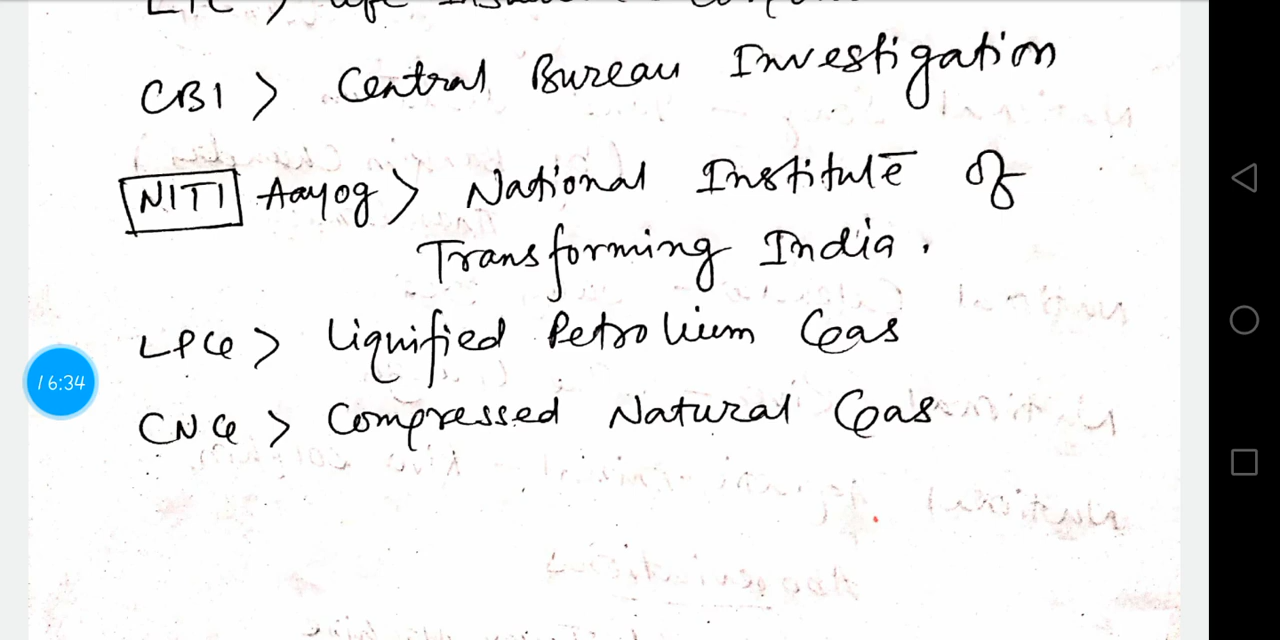 CBI > Central Bureau Investigation
NITI Aayog > National Institute of
Transforming India.
LPG > Liquified Petrolium Gas
16:34
CNG > Compressed Natural Gas